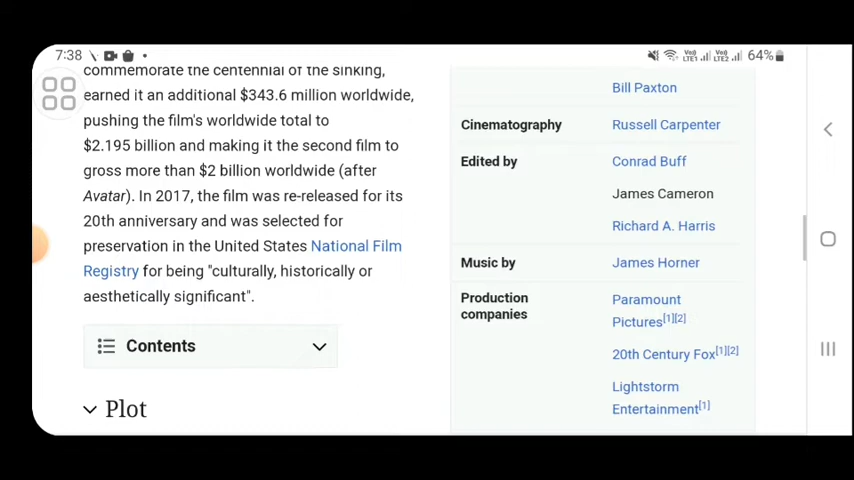 7:38
64%
commemorate the centennial of the sinking,
earned it an additional $343.6 million worldwide,
pushing the film's worldwide total to
$2.195 billion and making it the second film to
gross more than $2 billion worldwide (after
Avatar). In 2017, the film was re-released for its
20th anniversary and was selected for
preservation in the United States National Film
Registry for being "culturally, historically or
aesthetically significant".
Contents
Plot
Bill Paxton
Cinematography Russell Carpenter
Edited by Conrad Buff
James Cameron
Richard A. Harris
Music by James Horner
Production Paramount
companies Pictures[1][2]
20th Century Fox[1][2]
Lightstorm
Entertainment[1]